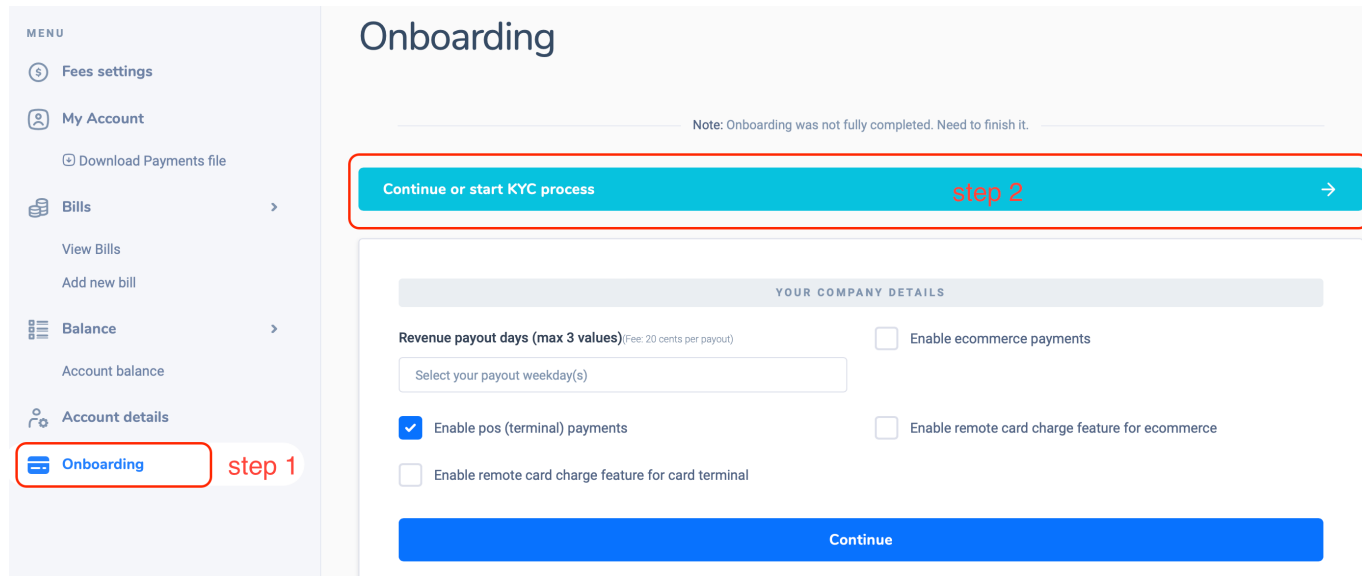 MENU
Fees settings
My Account
Download Payments file
Bills
View Bills
Add new bill
Balance
Account balance
Account details
Onboarding step 1
Onboarding
Note: Onboarding was not fully completed. Need to finish it.
Continue or start KYC process step 2
YOUR COMPANY DETAILS
Revenue payout days (max 3 values)(Fee: 20 cents per payout)
Enable ecommerce payments
Select your payout weekday(s)
Enable pos (terminal) payments
Enable remote card charge feature for ecommerce
Enable remote card charge feature for card terminal
Continue